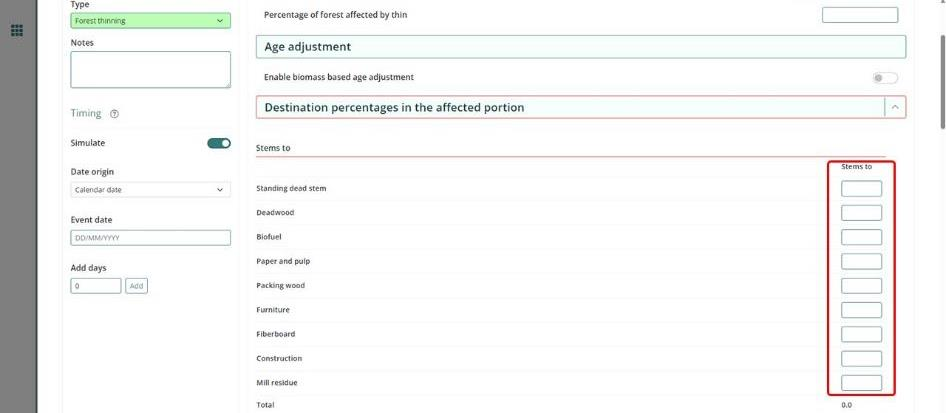 Type
Forest thinning
Notes
Timing
Simulate
Date origin
Calendar date
Event date
DD/MM/YYYY
Add days
0 Add
Percentage of forest affected by thin
Age adjustment
Enable biomass based age adjustment
Destination percentages in the affected portion
Stems to
Stems to
Standing dead stem
Deadwood
Biofuel
Paper and pulp
Packing wood
Furniture
Fiberboard
Construction
Mill residue
Total 0.0